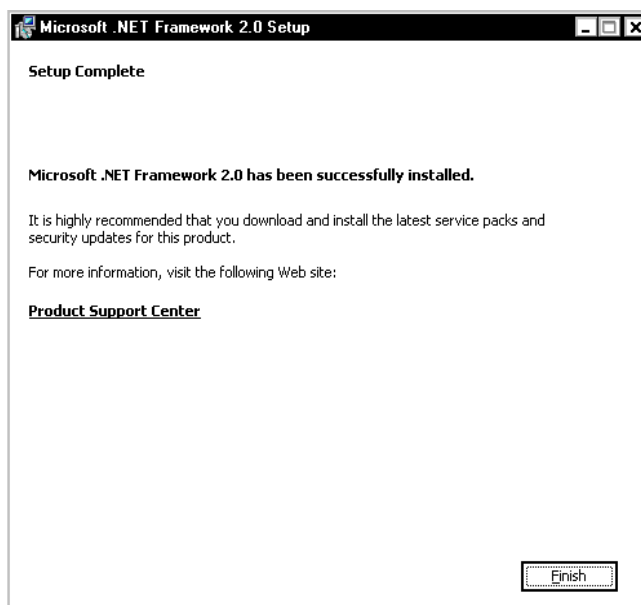 Microsoft .NET Framework 2.0 Setup
Setup Complete
Microsoft .NET Framework 2.0 has been successfully installed.
It is highly recommended that you download and install the latest service packs and
security updates for this product.
For more information, visit the following Web site:
Product Support Center
Finish